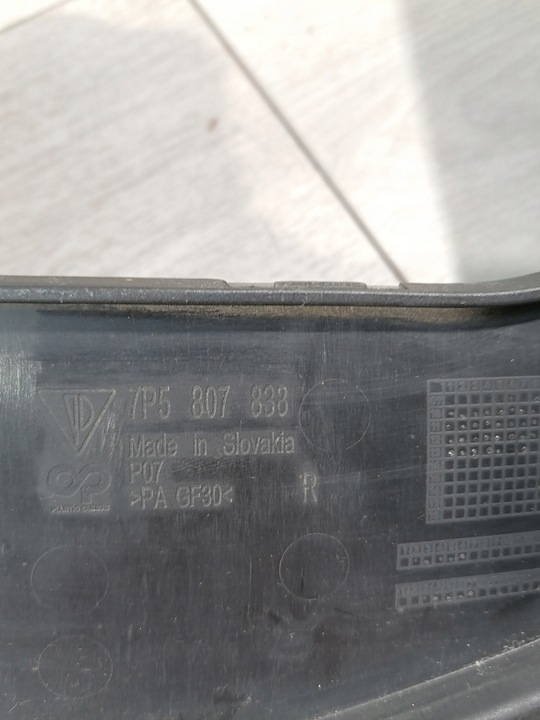 7P5 807 838
Made in Slovakia
P07
>PA GF30<
R